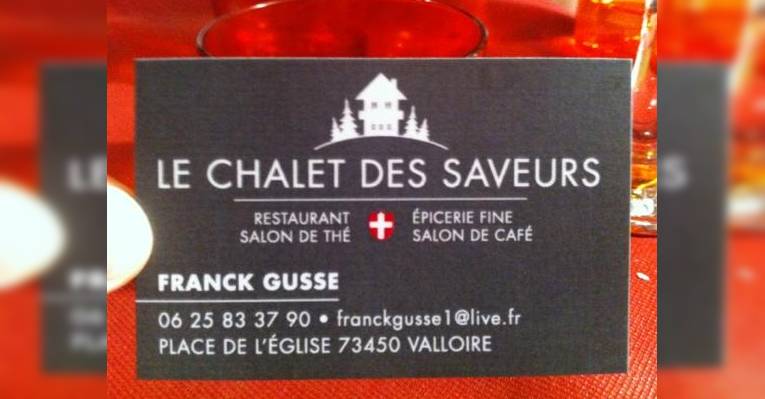 LE CHALET DES SAVEURS
RESTAURANT
SALON DE THÉ
ÉPICERIE FINE
SALON DE CAFÉ
FRANCK GUSSE
06 25 83 37 90 • franckgusse1@live.fr
PLACE DE L'ÉGLISE 73450 VALLOIRE